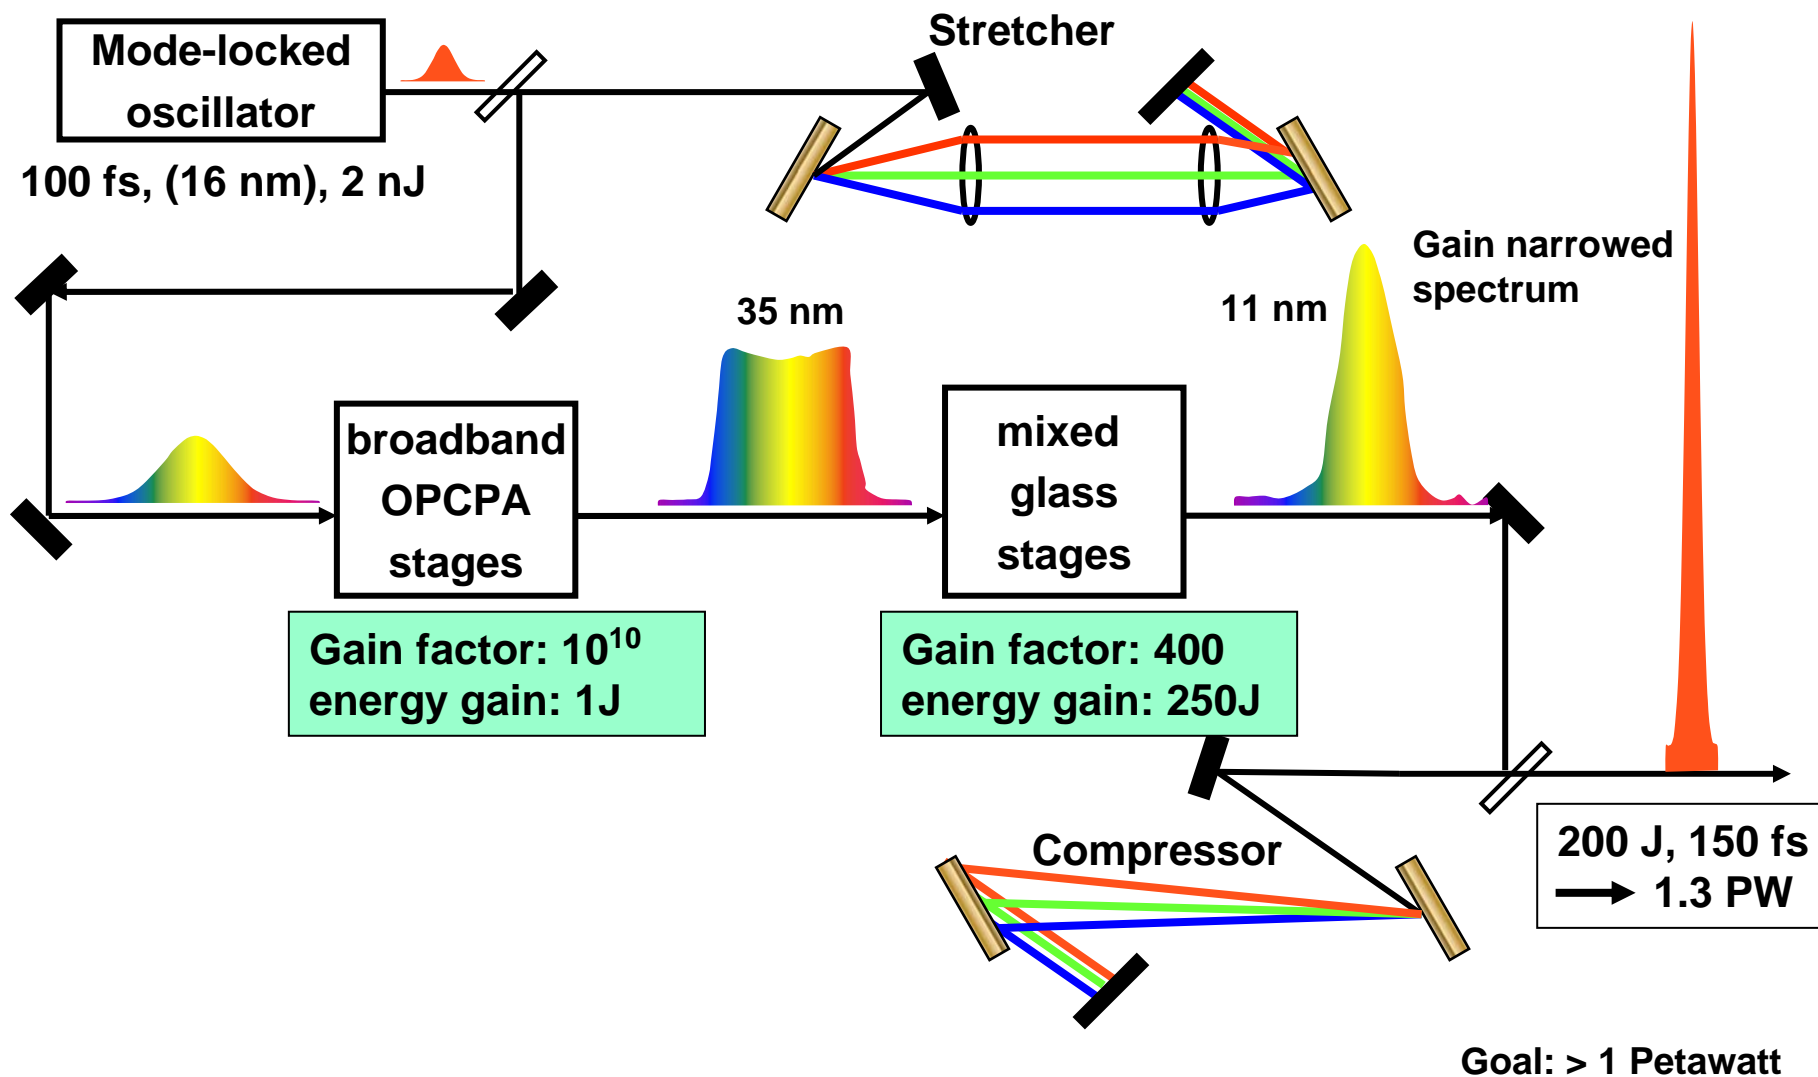 Mode-locked
oscillator
Stretcher
100 fs, (16 nm), 2 nJ
Gain narrowed
spectrum
35 nm
11 nm
broadband
OPCPA
stages
mixed
glass
stages
Gain factor: 10¹⁰
energy gain: 1J
Gain factor: 400
energy gain: 250J
Compressor
200 J, 150 fs
1.3 PW
Goal: > 1 Petawatt